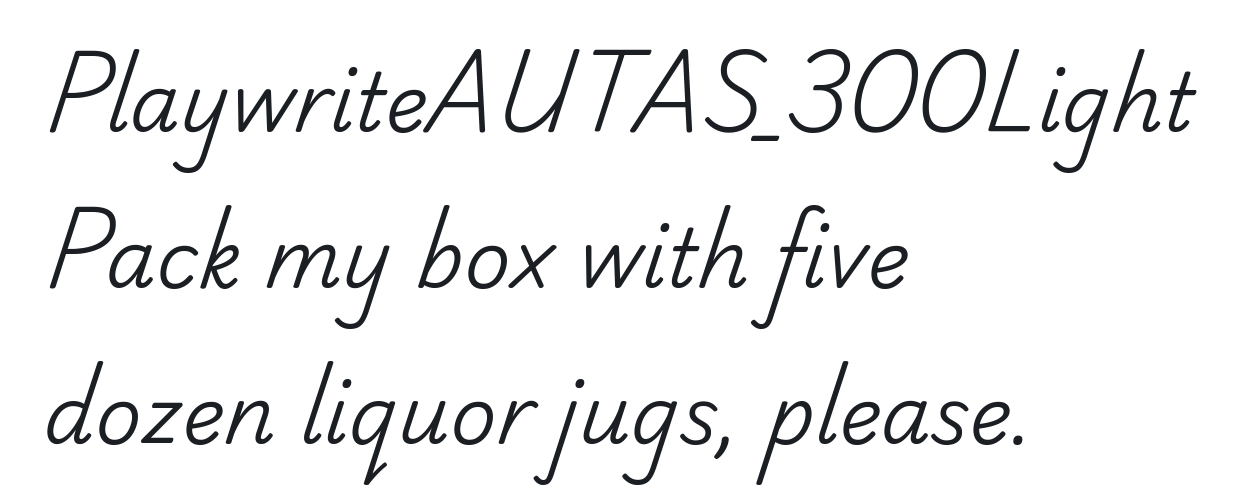 PlaywriteAUTAS_300Light
Pack my box with five
dozen liquor jugs, please.